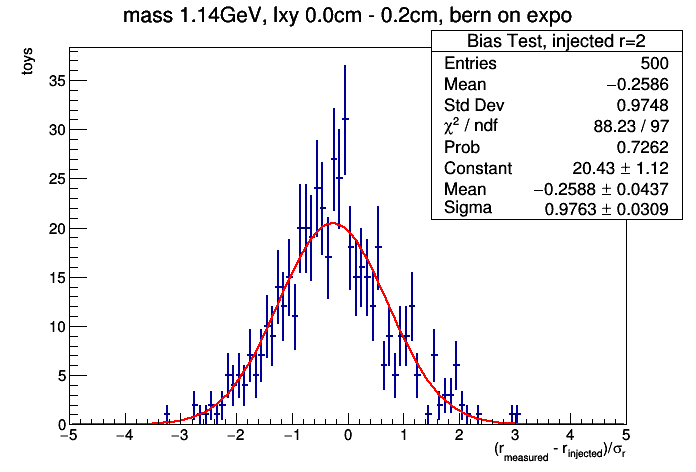 mass 1.14GeV, lxy 0.0cm - 0.2cm, bern on expo
Bias Test, injected r=2
Entries 500
Mean −0.2586
Std Dev 0.9748
χ² / ndf 88.23 / 97
Prob 0.7262
Constant 20.43 ± 1.12
Mean −0.2588 ± 0.0437
Sigma 0.9763 ± 0.0309
toys
35
30
25
20
15
10
5
0
−5 −4 −3 −2 −1 0 1 2 3 4 5
(r_measured - r_injected)/σ_r